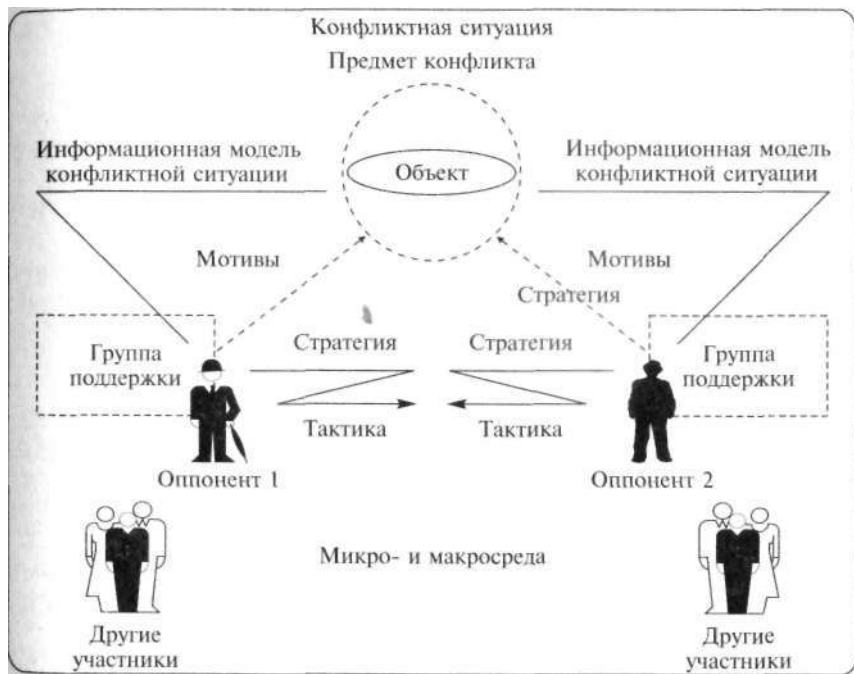 Конфликтная ситуация
Предмет конфликта
Информационная модель
конфликтной ситуации
Объект
Информационная модель
конфликтной ситуации
Мотивы
Мотивы
Стратегия
Группа
поддержки
Стратегия
Стратегия
Группа
поддержки
Тактика
Тактика
Оппонент 1
Оппонент 2
Микро- и макросреда
Другие
участники
Другие
участники